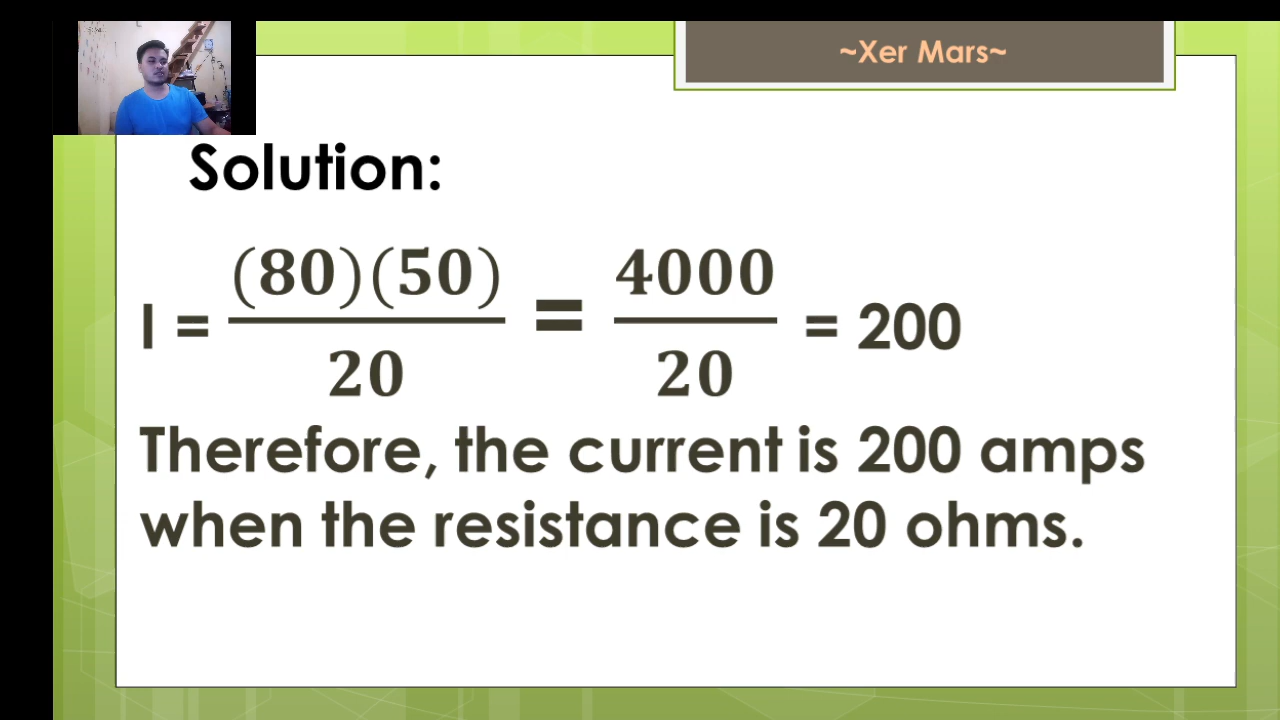 ~Xer Mars~
Solution:
I = (80)(50)/20 = 4000/20 = 200
Therefore, the current is 200 amps
when the resistance is 20 ohms.